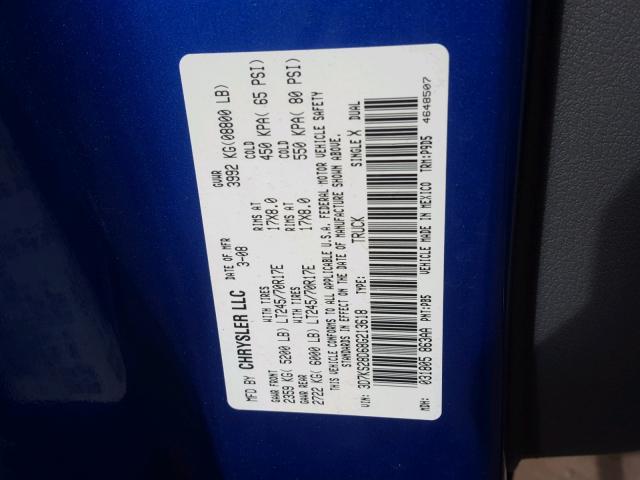 MFD BY CHRYSLER LLC DATE OF MFR 3-08 GVWR 3992 KG(08800 LB)
GAWR FRONT WITH TIRES RIMS AT COLD
2359 KG( 5200 LB) LT245/70R17E 17X8.0 450 KPA( 65 PSI)
GAWR REAR WITH TIRES RIMS AT COLD
2722 KG( 6000 LB) LT245/70R17E 17X8.0 550 KPA( 80 PSI)
THIS VEHICLE CONFORMS TO ALL APPLICABLE U.S.A. FEDERAL MOTOR VEHICLE SAFETY
STANDARDS IN EFFECT ON THE DATE OF MANUFACTURE SHOWN ABOVE.
VIN: 3D7KS28D68G213618 TYPE: TRUCK SINGLE X DUAL
MDH: 031805 863AA PNT:PB5 VEHICLE MADE IN MEXICO TRM:P9D5
4648507